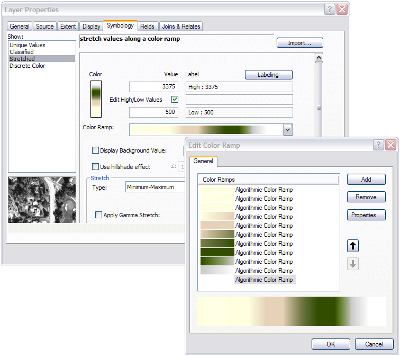 Layer Properties
General Source Extent Display Symbology Fields Joins & Relates
Show:
Unique Values
Classified
Stretched
Discrete Color
stretch values along a color ramp
Import...
Color Value abel Labeling
3375 High : 3375
Edit High/Low Values
500 Low : 500
Color Ramp:
Display Background Value:
Use hillshade effect Z:
Stretch
Type: Minimum-Maximum
Apply Gamma Stretch:
Edit Color Ramp
General
Color Ramps
Algorithmic Color Ramp
Algorithmic Color Ramp
Algorithmic Color Ramp
Algorithmic Color Ramp
Algorithmic Color Ramp
Algorithmic Color Ramp
Algorithmic Color Ramp
Algorithmic Color Ramp
Algorithmic Color Ramp
Algorithmic Color Ramp
Add
Remove
Properties
OK Cancel